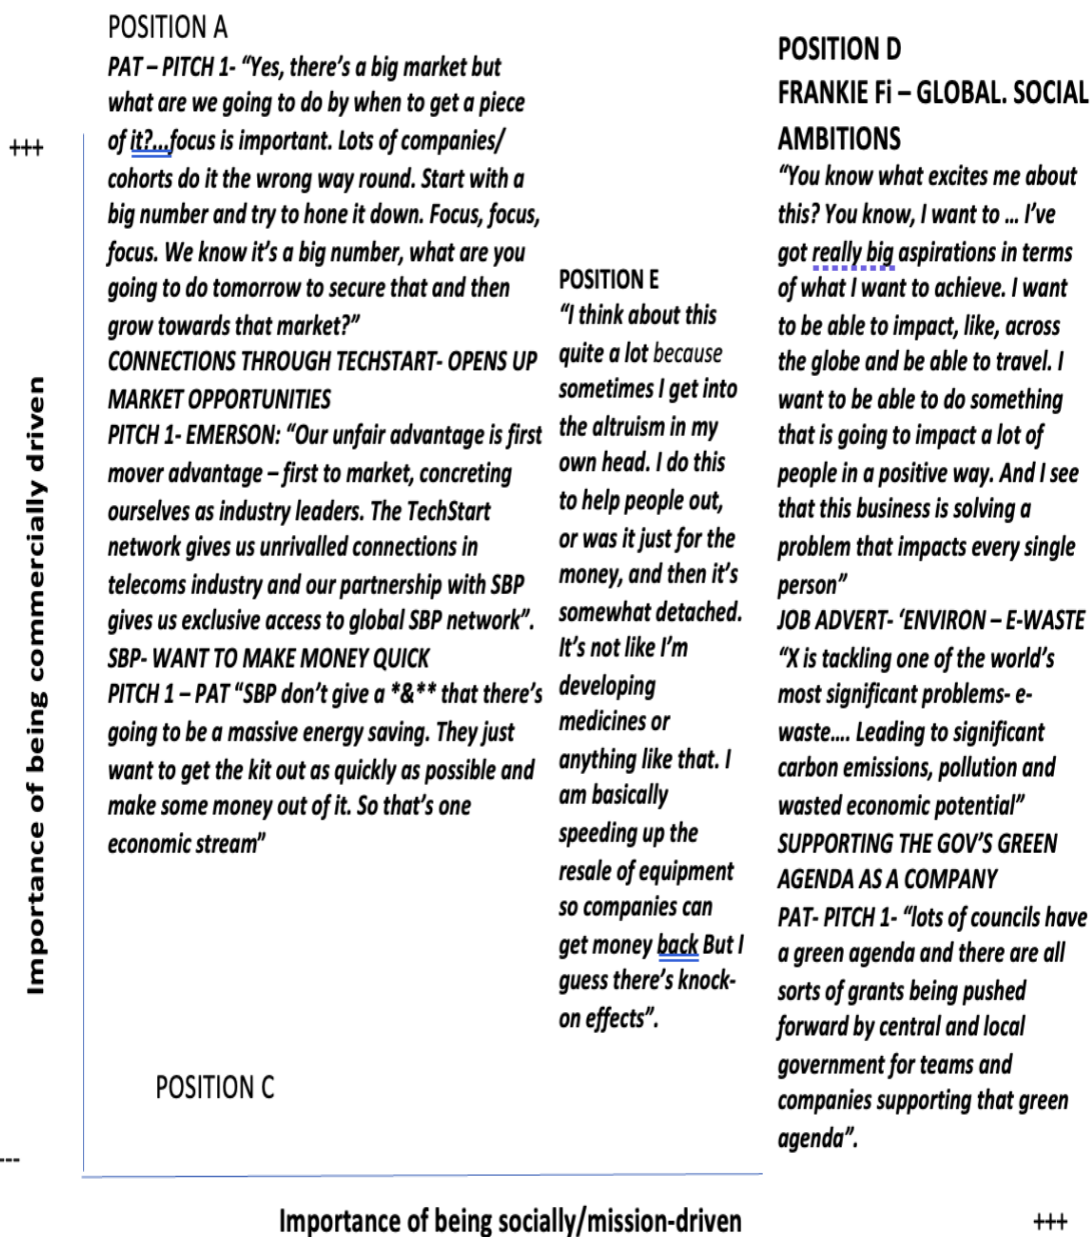 POSITION A
PAT – PITCH 1- “Yes, there’s a big market but
what are we going to do by when to get a piece
of it?...focus is important. Lots of companies/
cohorts do it the wrong way round. Start with a
big number and try to hone it down. Focus, focus,
focus. We know it’s a big number, what are you
going to do tomorrow to secure that and then
grow towards that market?”
CONNECTIONS THROUGH TECHSTART- OPENS UP
MARKET OPPORTUNITIES
PITCH 1- EMERSON: “Our unfair advantage is first
mover advantage – first to market, concreting
ourselves as industry leaders. The TechStart
network gives us unrivalled connections in
telecoms industry and our partnership with SBP
gives us exclusive access to global SBP network”.
SBP- WANT TO MAKE MONEY QUICK
PITCH 1 – PAT “SBP don’t give a *&** that there’s
going to be a massive energy saving. They just
want to get the kit out as quickly as possible and
make some money out of it. So that’s one
economic stream”
POSITION C
POSITION E
“I think about this
quite a lot because
sometimes I get into
the altruism in my
own head. I do this
to help people out,
or was it just for the
money, and then it’s
somewhat detached.
It’s not like I’m
developing
medicines or
anything like that. I
am basically
speeding up the
resale of equipment
so companies can
get money back But I
guess there’s knock-
on effects”.
POSITION D
FRANKIE Fi – GLOBAL. SOCIAL
AMBITIONS
“You know what excites me about
this? You know, I want to ... I’ve
got really big aspirations in terms
of what I want to achieve. I want
to be able to impact, like, across
the globe and be able to travel. I
want to be able to do something
that is going to impact a lot of
people in a positive way. And I see
that this business is solving a
problem that impacts every single
person”
JOB ADVERT- ‘ENVIRON – E-WASTE
“X is tackling one of the world’s
most significant problems- e-
waste.... Leading to significant
carbon emissions, pollution and
wasted economic potential”
SUPPORTING THE GOV’S GREEN
AGENDA AS A COMPANY
PAT- PITCH 1- “lots of councils have
a green agenda and there are all
sorts of grants being pushed
forward by central and local
government for teams and
companies supporting that green
agenda”.
+++
Importance of being commercially driven
---
Importance of being socially/mission-driven
+++